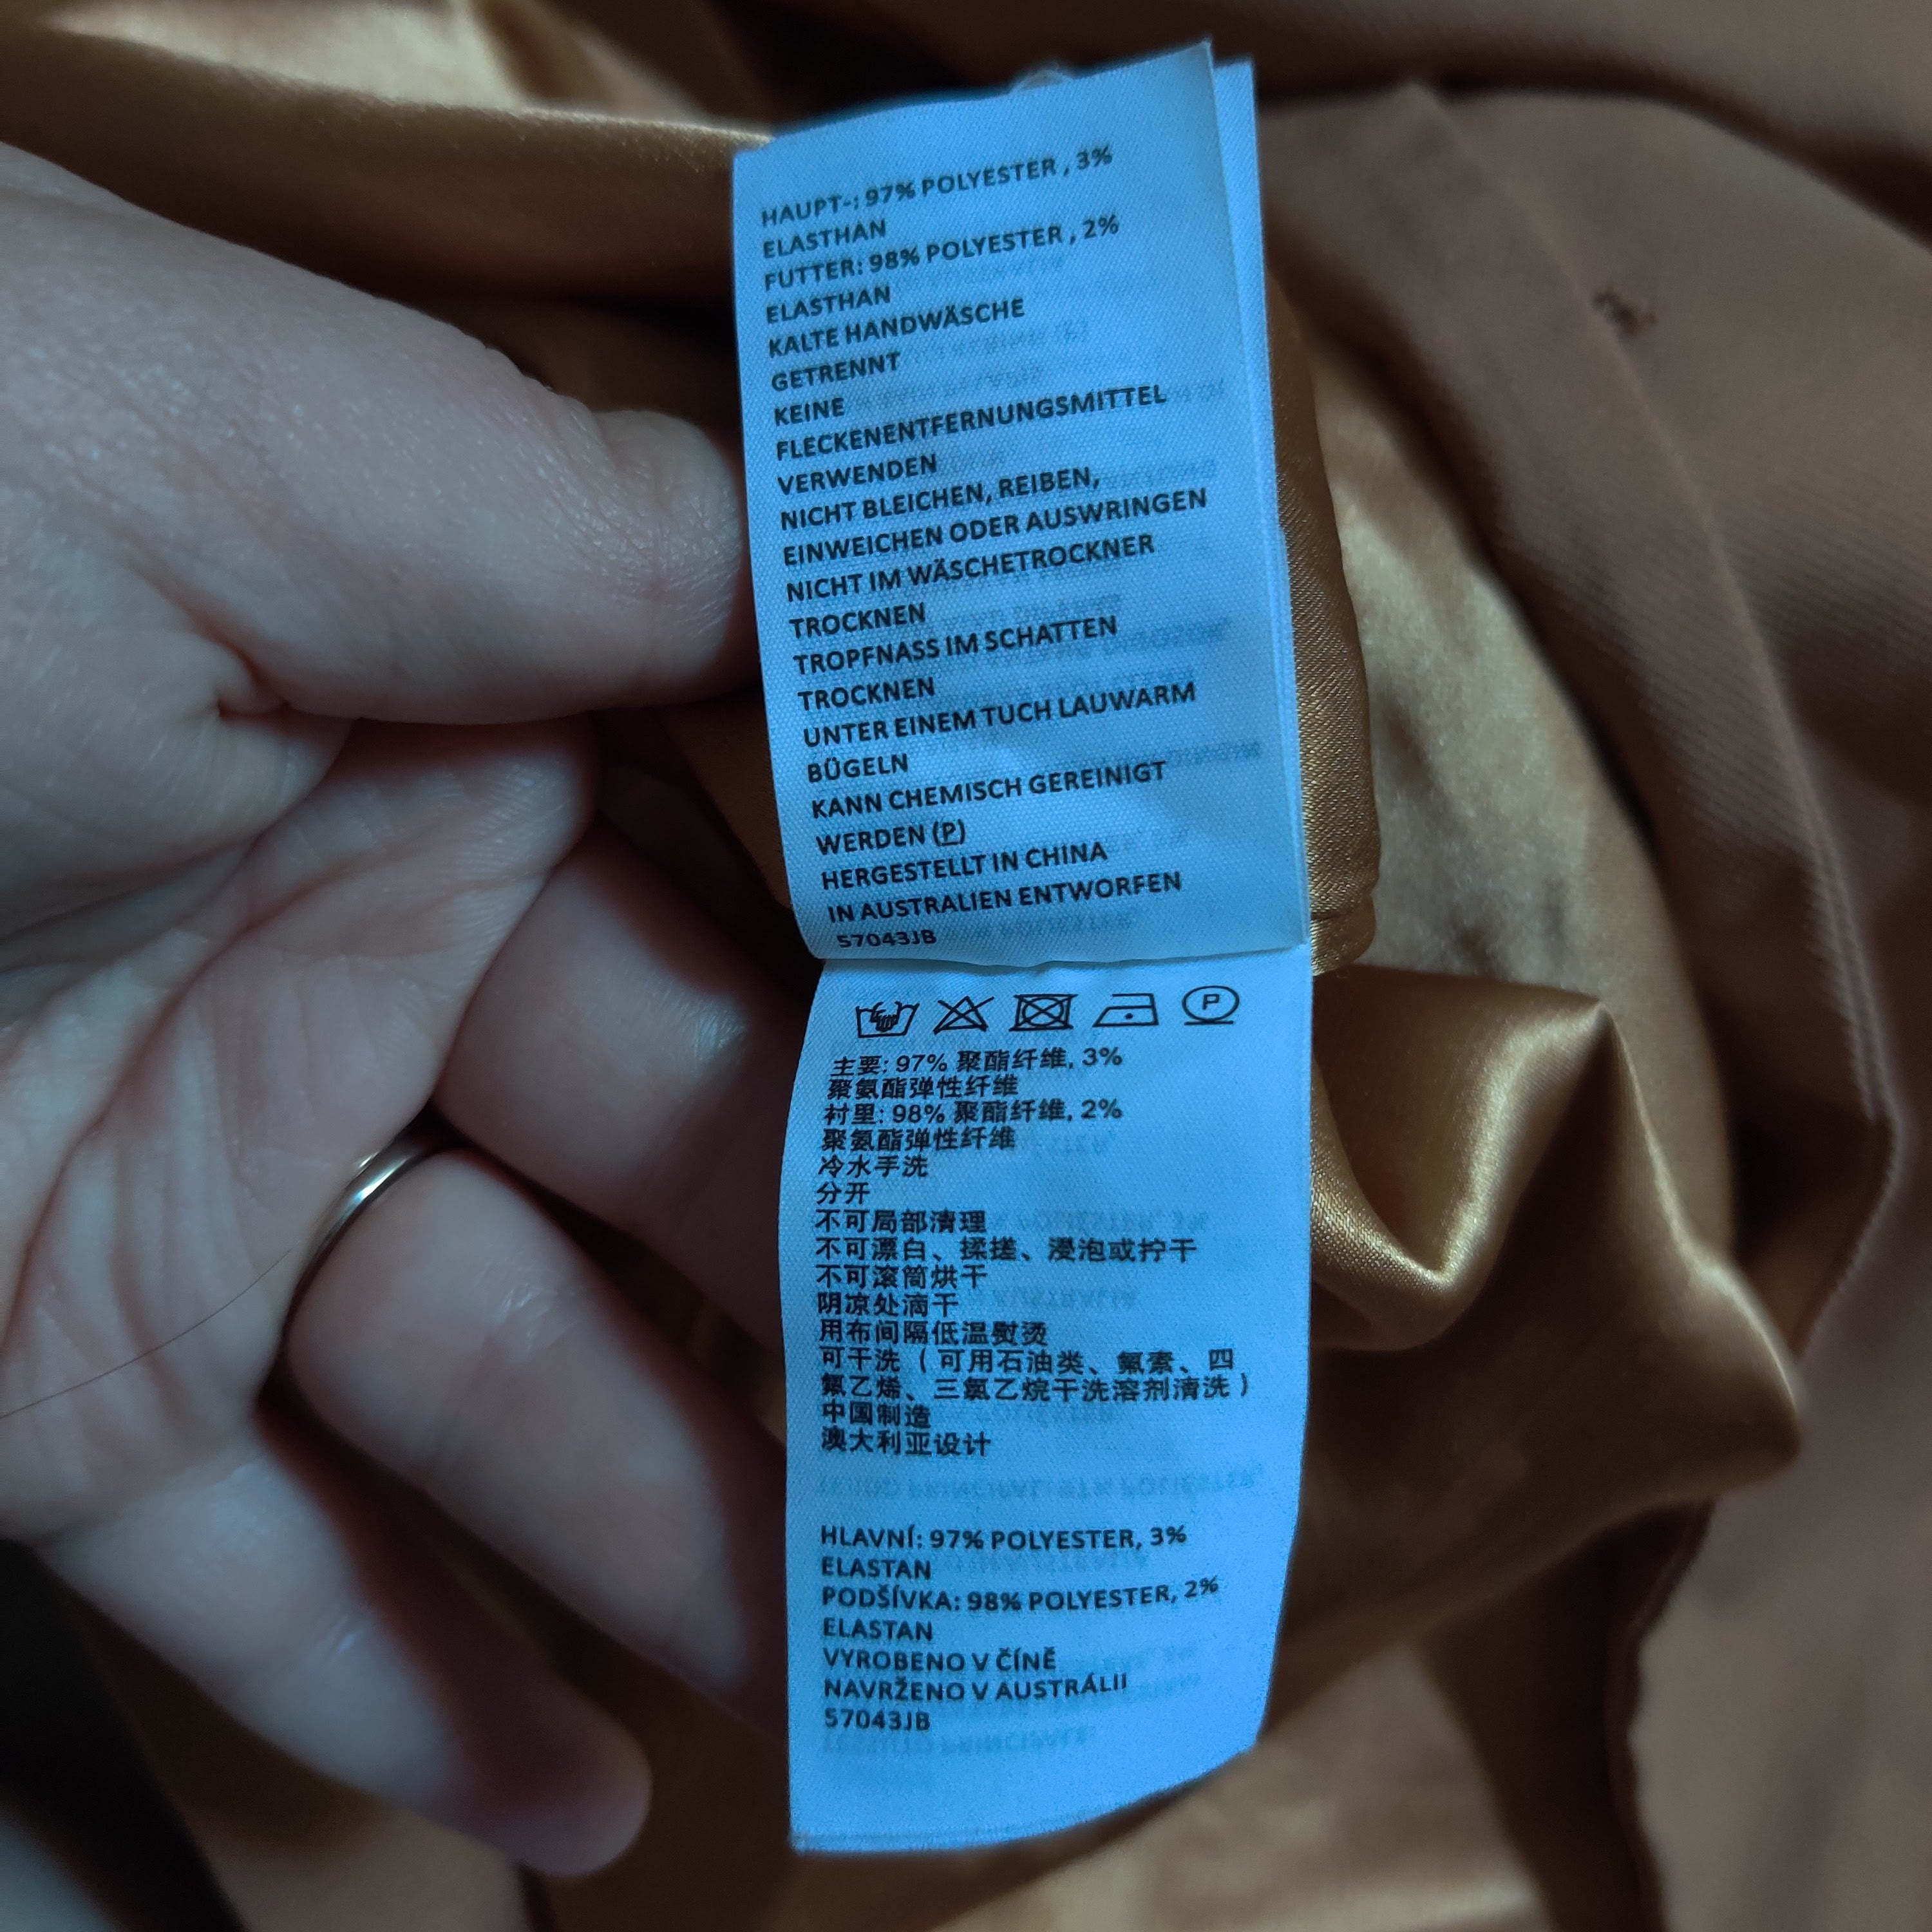 HAUPT-: 97% POLYESTER , 3%
ELASTHAN
FUTTER: 98% POLYESTER , 2%
ELASTHAN
KALTE HANDWÄSCHE
GETRENNT
KEINE
FLECKENENTFERNUNGSMITTEL
VERWENDEN
NICHT BLEICHEN, REIBEN,
EINWEICHEN ODER AUSWRINGEN
NICHT IM WÄSCHETROCKNER
TROCKNEN
TROPFNASS IM SCHATTEN
TROCKNEN
UNTER EINEM TUCH LAUWARM
BÜGELN
KANN CHEMISCH GEREINIGT
WERDEN (P)
HERGESTELLT IN CHINA
IN AUSTRALIEN ENTWORFEN
57043JB
P
主要: 97% 聚酯纤维, 3%
聚氨酯弹性纤维
衬里: 98% 聚酯纤维, 2%
聚氨酯弹性纤维
冷水手洗
分开
不可局部清理
不可漂白、揉搓、浸泡或拧干
不可滚筒烘干
阴凉处滴干
用布间隔低温熨烫
可干洗 ( 可用石油类、氟素、四
氟乙烯、三氯乙烷干洗溶剂清洗 )
中国制造
澳大利亚设计
HLAVNÍ: 97% POLYESTER, 3%
ELASTAN
PODŠÍVKA: 98% POLYESTER, 2%
ELASTAN
VYROBENO V ČÍNĚ
NAVRŽENO V AUSTRÁLII
57043JB